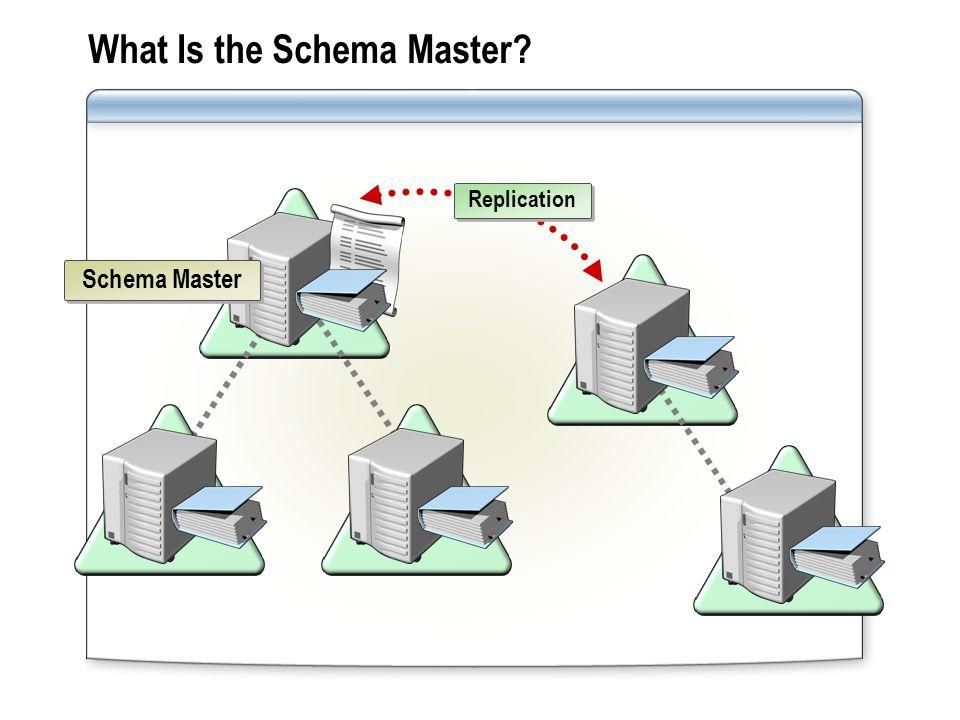 What Is the Schema Master?
Replication
Schema Master